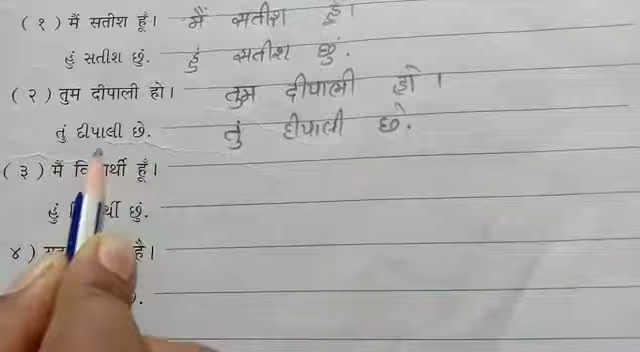 (१) मैं सतीश हूँ। मैं सतीश हूँ।
हुं सतीश छुं. हुं सतीश छुं.
(२) तुम दीपाली हो। तुम दीपाली हो ।
तुं दीपाली छे. तुं दीपाली छे.
(३) मैं हूँ।
हुं छुं.
४) है।